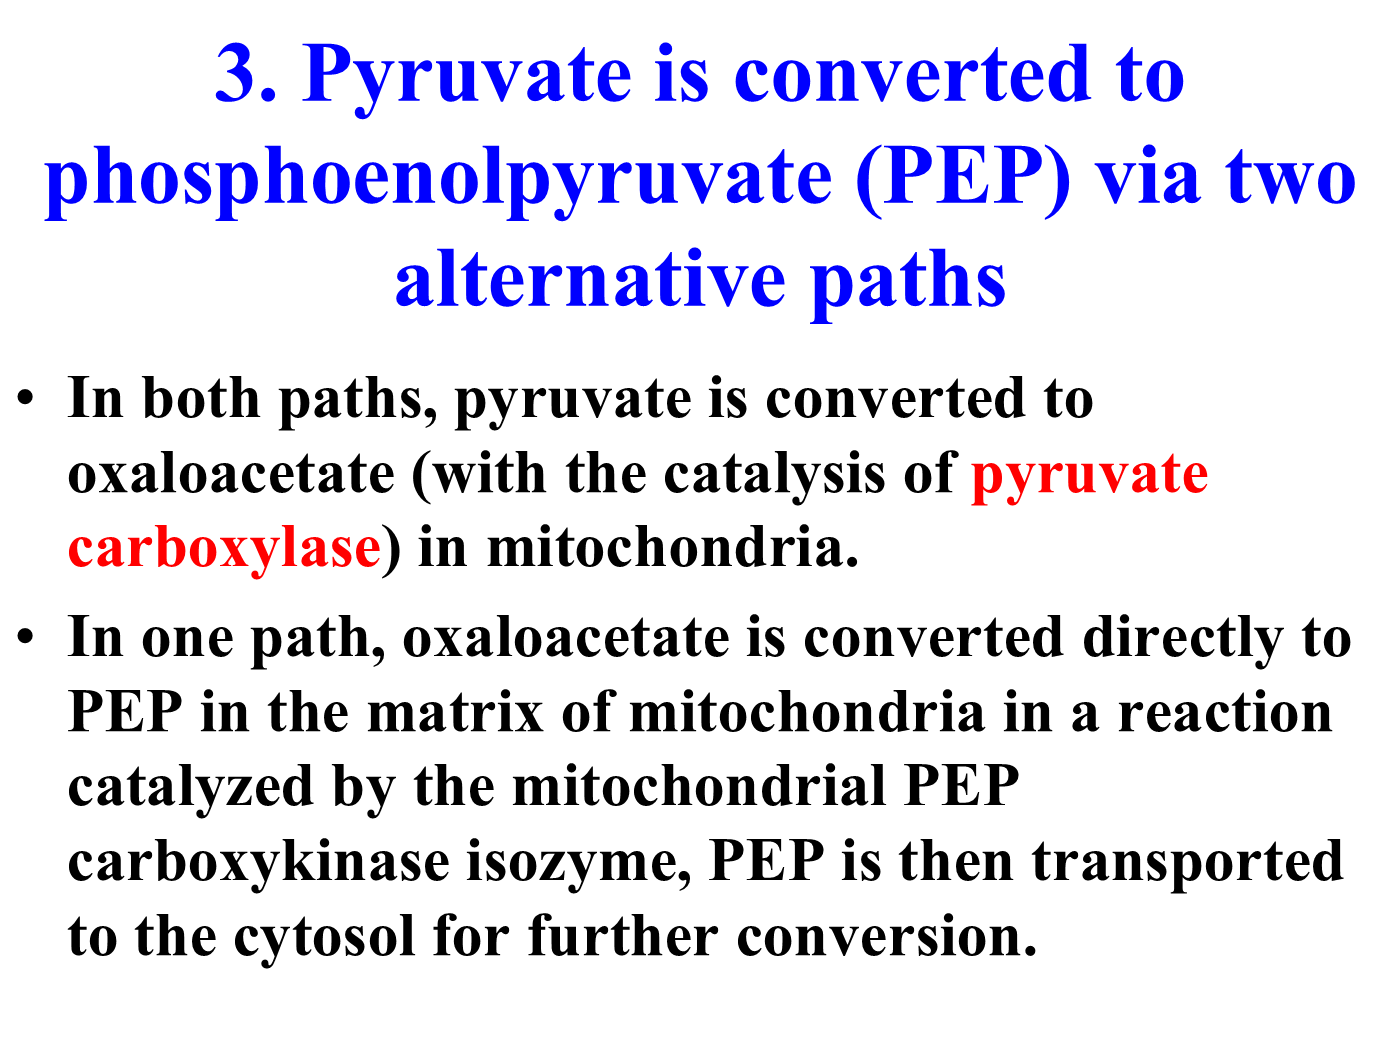 3. Pyruvate is converted to
phosphoenolpyruvate (PEP) via two
alternative paths
• In both paths, pyruvate is converted to
oxaloacetate (with the catalysis of pyruvate
carboxylase) in mitochondria.
• In one path, oxaloacetate is converted directly to
PEP in the matrix of mitochondria in a reaction
catalyzed by the mitochondrial PEP
carboxykinase isozyme, PEP is then transported
to the cytosol for further conversion.